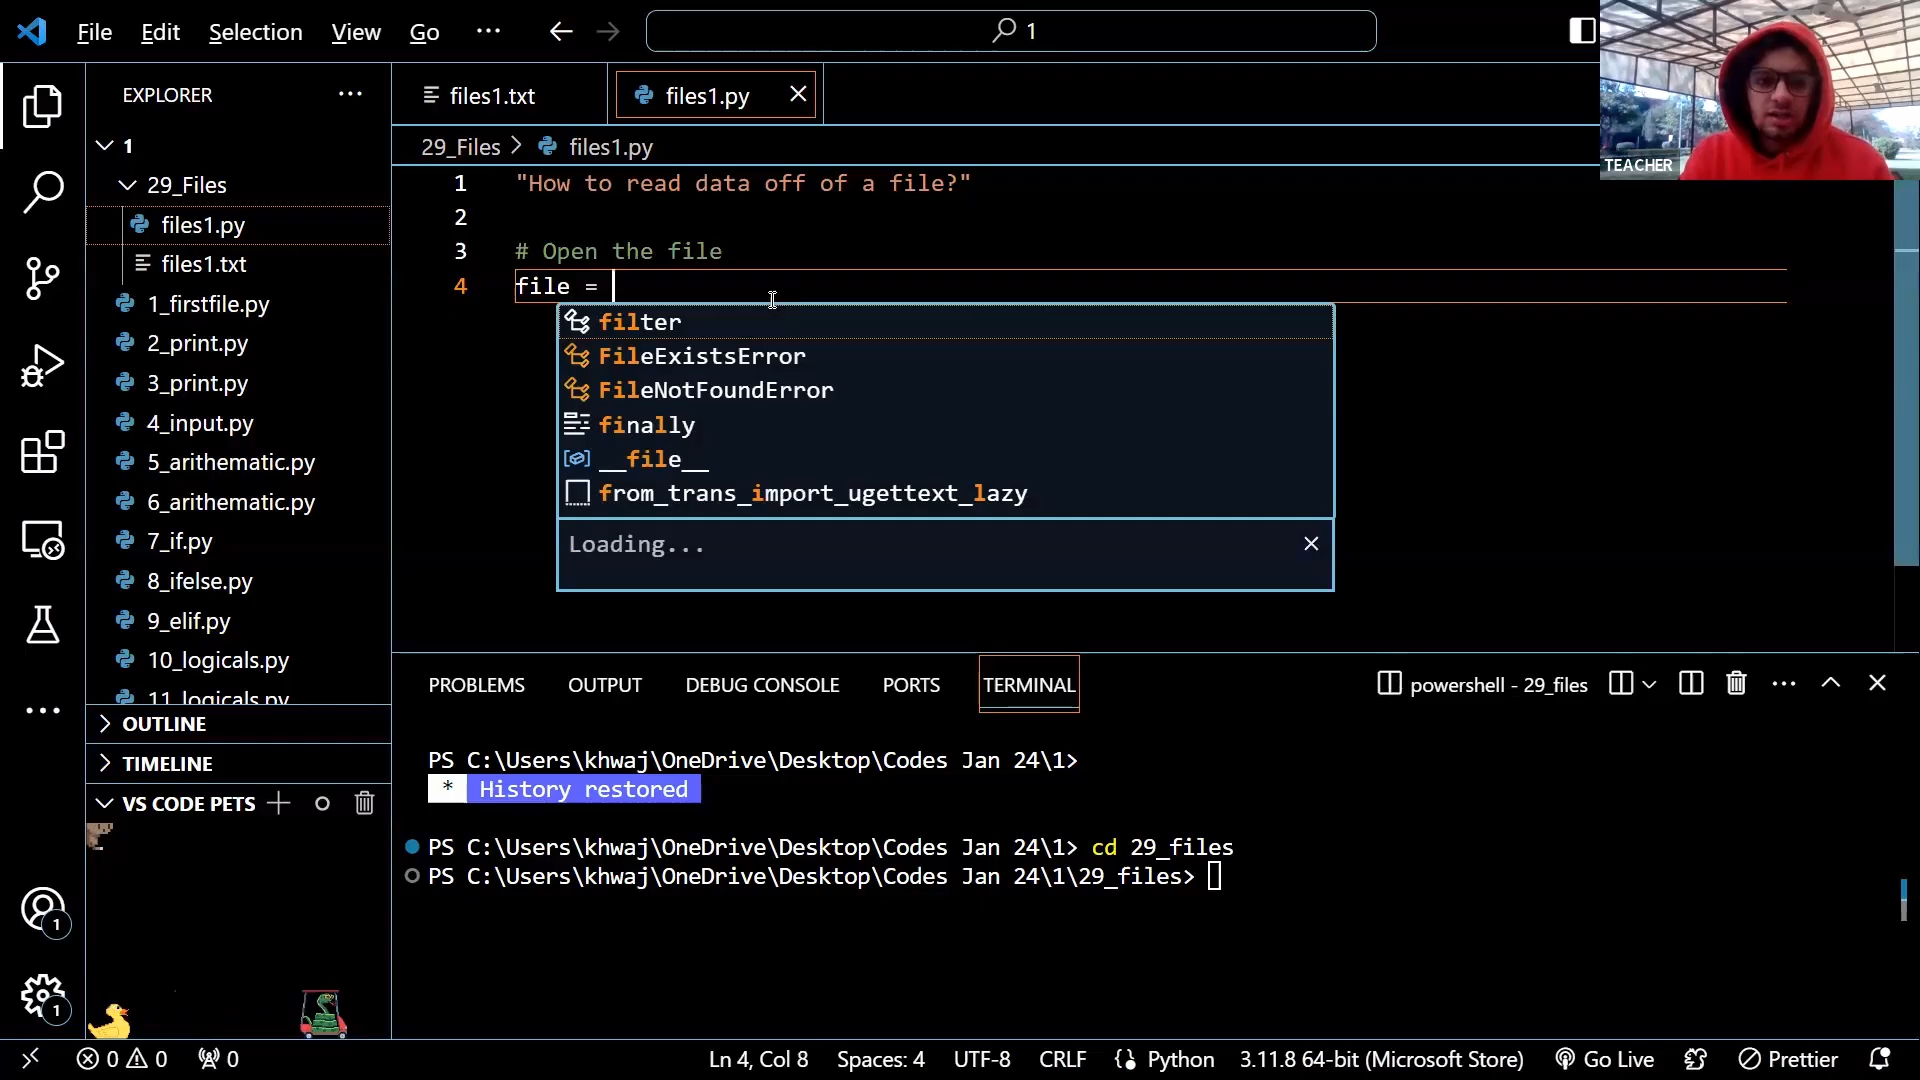 File Edit Selection View Go ... 1
TEACHER
EXPLORER ...
1
29_Files
files1.py
files1.txt
1_firstfile.py
2_print.py
3_print.py
4_input.py
5_arithematic.py
6_arithematic.py
7_if.py
8_ifelse.py
9_elif.py
10_logicals.py
11_logicals.py
OUTLINE
TIMELINE
VS CODE PETS
1
1
files1.txt files1.py
29_Files > files1.py
1 "How to read data off of a file?"
2
3 # Open the file
4 file =
filter
FileExistsError
FileNotFoundError
finally
__file__
from_trans_import_ugettext_lazy
Loading...
PROBLEMS OUTPUT DEBUG CONSOLE PORTS TERMINAL powershell - 29_files ...
PS C:\Users\khwaj\OneDrive\Desktop\Codes Jan 24\1>
* History restored
PS C:\Users\khwaj\OneDrive\Desktop\Codes Jan 24\1> cd 29_files
PS C:\Users\khwaj\OneDrive\Desktop\Codes Jan 24\1\29_files>
0 0 0 Ln 4, Col 8 Spaces: 4 UTF-8 CRLF Python 3.11.8 64-bit (Microsoft Store) Go Live Prettier